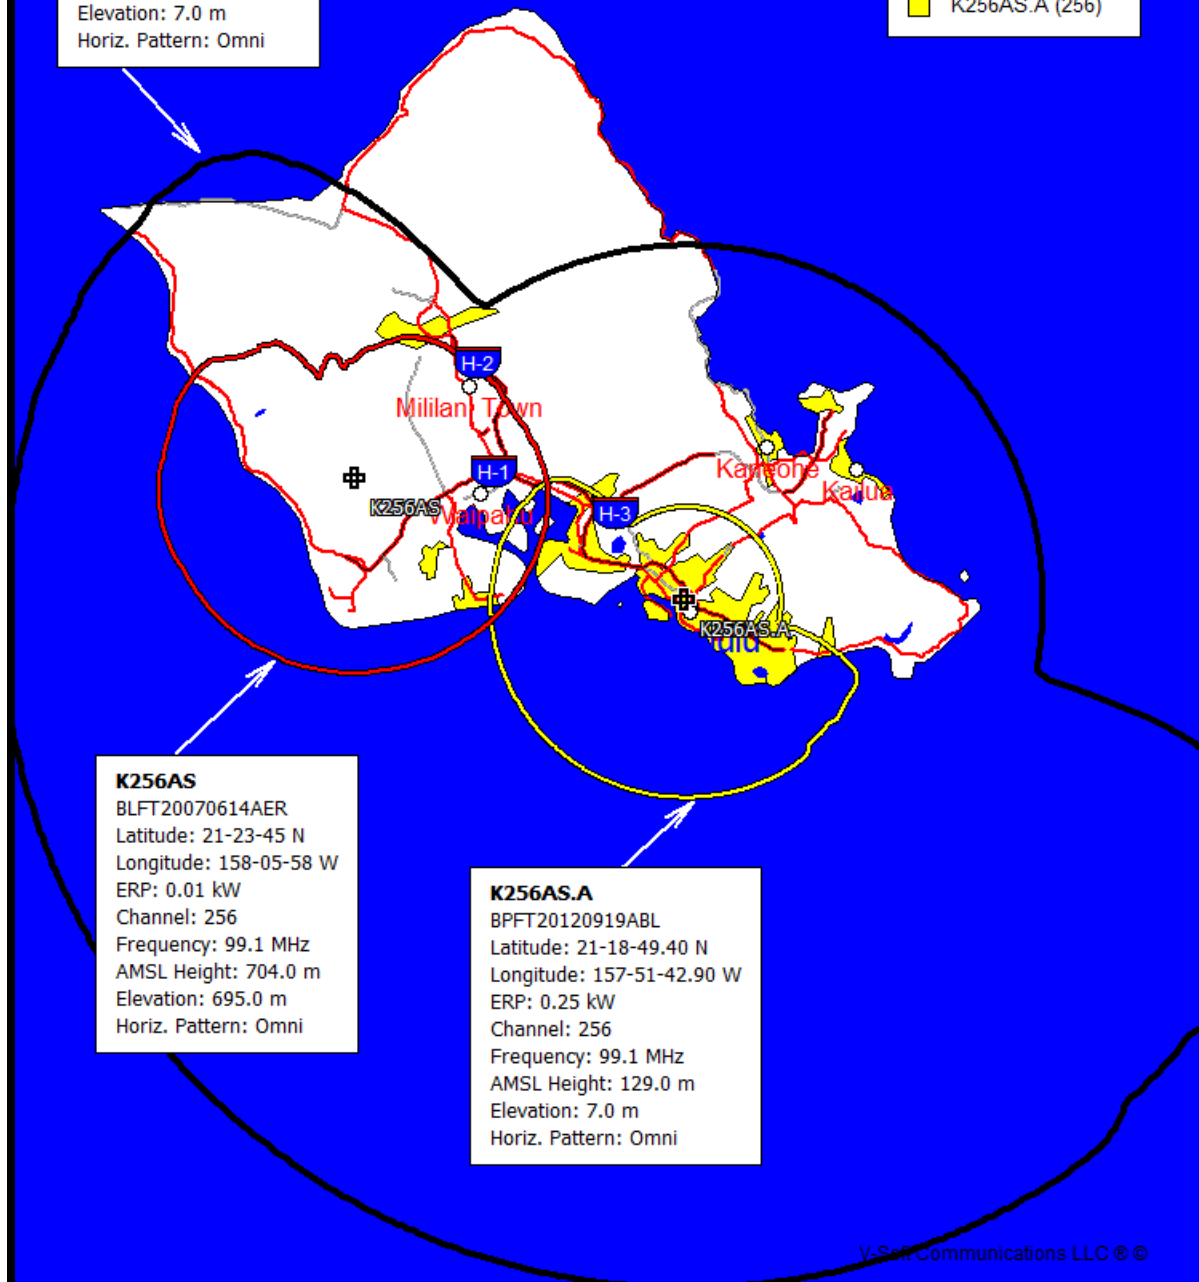 Elevation: 7.0 m
Horiz. Pattern: Omni
K256AS.A (256)
H-2
Mililani Town
H-1
Kaneohe
Kailua
K256AS
Waipahu
H-3
K256AS.A
ulu
K256AS
BLFT20070614AER
Latitude: 21-23-45 N
Longitude: 158-05-58 W
ERP: 0.01 kW
Channel: 256
Frequency: 99.1 MHz
AMSL Height: 704.0 m
Elevation: 695.0 m
Horiz. Pattern: Omni
K256AS.A
BPFT20120919ABL
Latitude: 21-18-49.40 N
Longitude: 157-51-42.90 W
ERP: 0.25 kW
Channel: 256
Frequency: 99.1 MHz
AMSL Height: 129.0 m
Elevation: 7.0 m
Horiz. Pattern: Omni
V-Soft Communications LLC ® ©